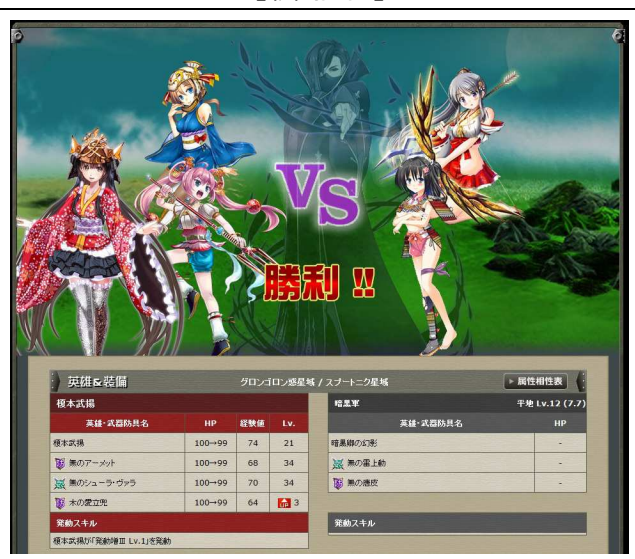 VS
勝利 !!
英雄&装備
グロンゴロン惑星域 / スプートニク星域
属性相性表
榎本武揚
英雄・武器防具名 HP 経験値 Lv.
榎本武揚 100→99 74 21
無のアーメット 100→99 68 34
無のシューラ・ヴァラ 100→99 70 34
木の愛立兜 100→99 64 UP 3
発動スキル
榎本武揚が「発動増Ⅲ Lv.1」を発動
暗黒軍 平地 Lv.12 (7.7)
英雄・武器防具名 HP
暗黒卿の幻影 -
無の雷上動 -
無の鹿皮 -
発動スキル